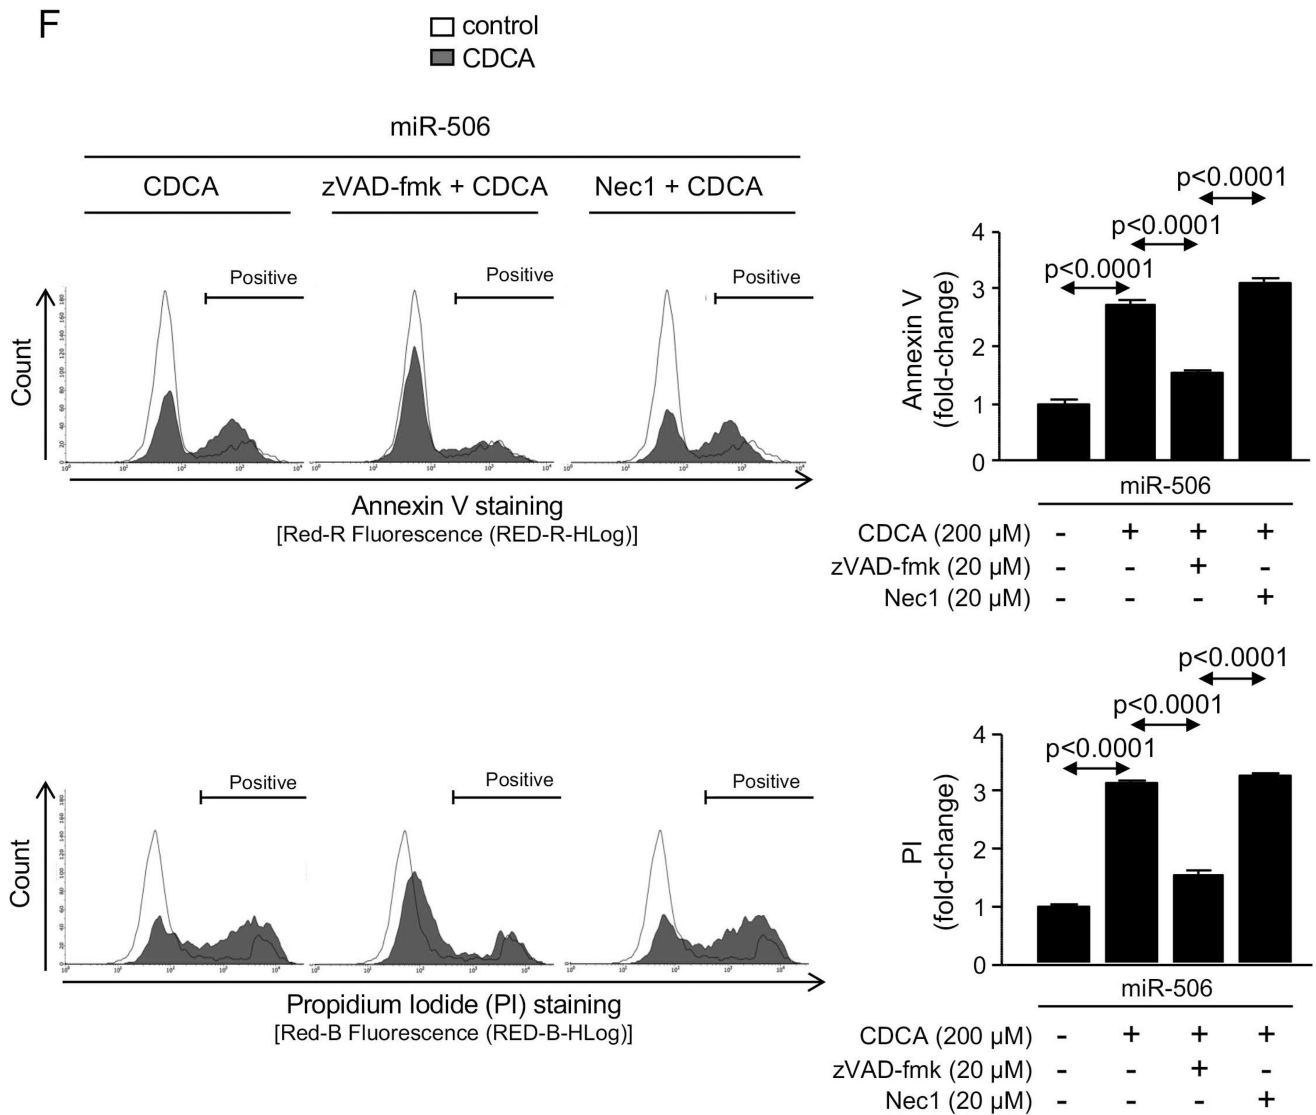 F
control
CDCA
miR-506
CDCA
zVAD-fmk + CDCA
Nec1 + CDCA
Positive
Positive
Positive
Count
Annexin V staining
[Red-R Fluorescence (RED-R-HLog)]
p<0.0001
p<0.0001
p<0.0001
Annexin V
(fold-change)
4
3
2
1
0
miR-506
CDCA (200 µM) - + + +
zVAD-fmk (20 µM) - - + -
Nec1 (20 µM) - - - +
Positive
Positive
Positive
Count
Propidium Iodide (PI) staining
[Red-B Fluorescence (RED-B-HLog)]
p<0.0001
p<0.0001
p<0.0001
PI
(fold-change)
4
3
2
1
0
miR-506
CDCA (200 µM) - + + +
zVAD-fmk (20 µM) - - + -
Nec1 (20 µM) - - - +